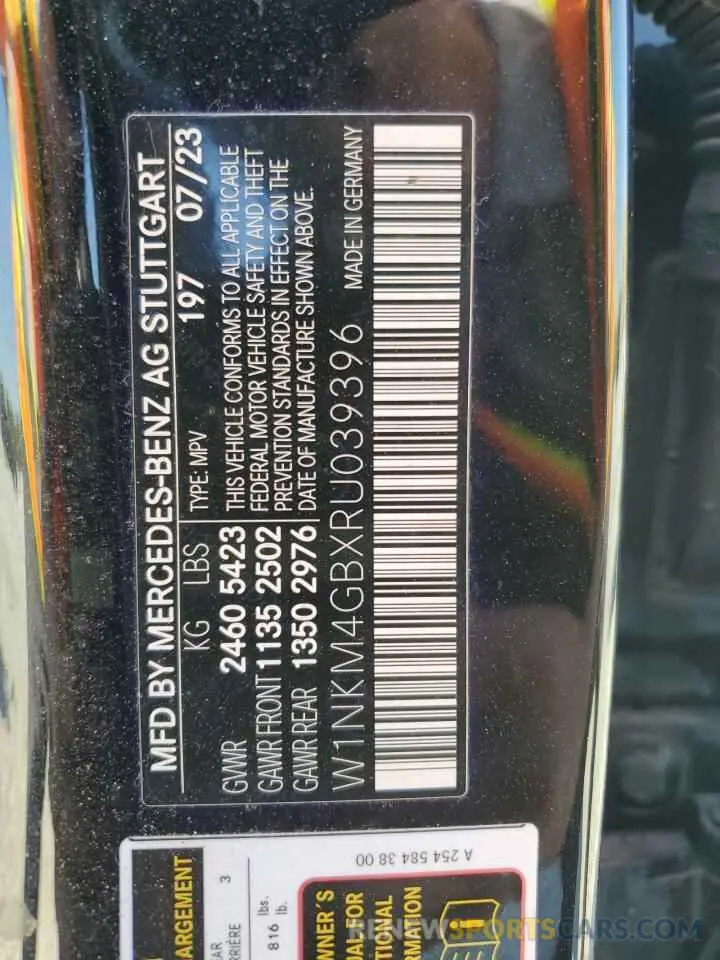 MFD BY MERCEDES-BENZ AG STUTTGART
KG LBS 197 07/23
GVWR 2460 5423
GAWR FRONT 1135 2502
GAWR REAR 1350 2976
TYPE: MPV
THIS VEHICLE CONFORMS TO ALL APPLICABLE
FEDERAL MOTOR VEHICLE SAFETY AND THEFT
PREVENTION STANDARDS IN EFFECT ON THE
DATE OF MANUFACTURE SHOWN ABOVE.
W1NKM4GBXRU039396 MADE IN GERMANY
ARGEMENT
3
816 lbs.
lb.
A 254 584 38 00
OWNER'S
FOR
RENEWSPORTSCARS.COM